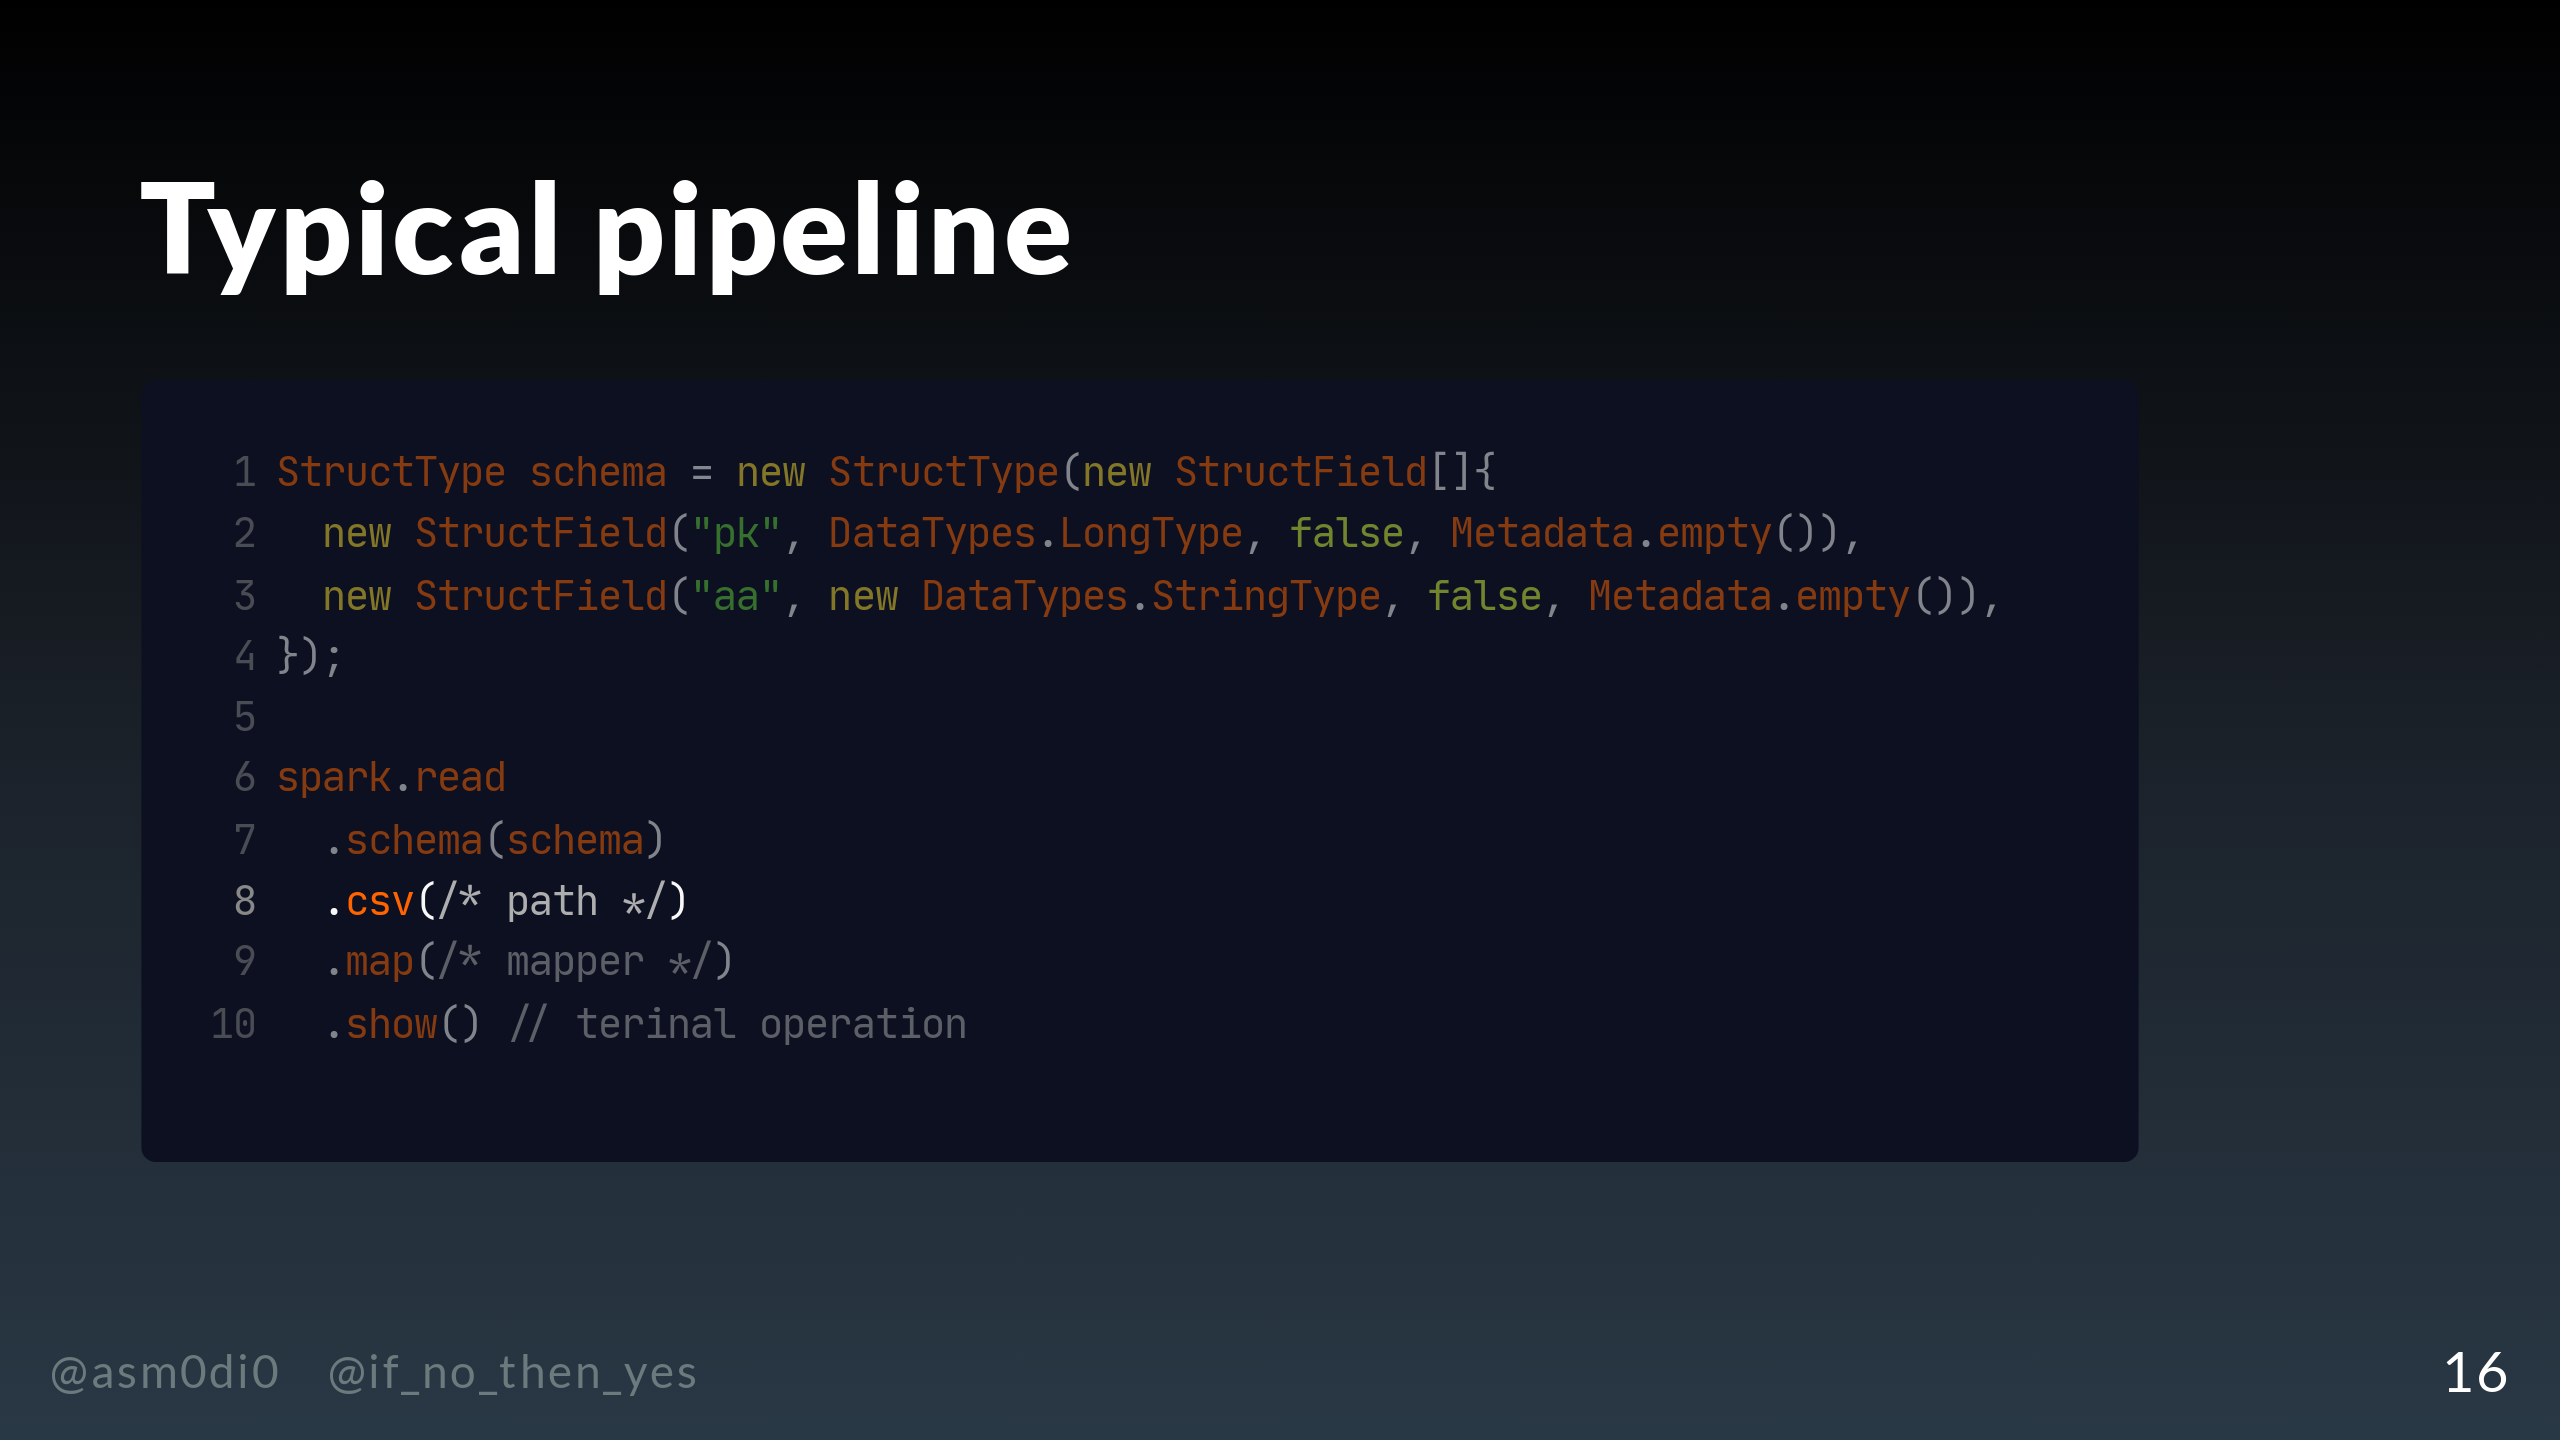 Typical pipeline
1 StructType schema = new StructType(new StructField[]{
2   new StructField("pk", DataTypes.LongType, false, Metadata.empty()),
3   new StructField("aa", new DataTypes.StringType, false, Metadata.empty()),
4 });
5
6 spark.read
7   .schema(schema)
8   .csv(/* path */)
9   .map(/* mapper */)
10   .show() // terinal operation
@asm0di0 @if_no_then_yes
16